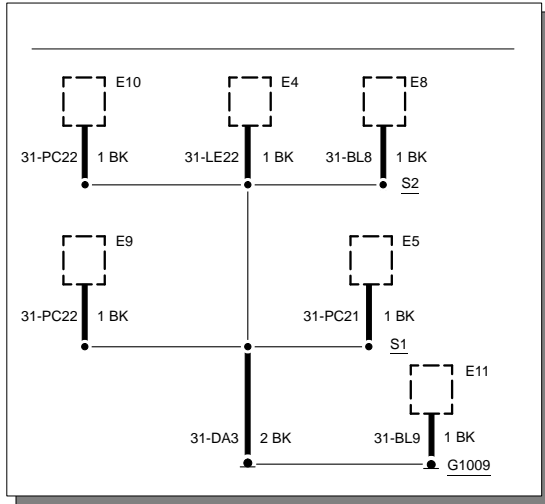 E10 E4 E8
31-PC22 1 BK 31-LE22 1 BK 31-BL8 1 BK
S2
E9 E5
31-PC22 1 BK 31-PC21 1 BK
S1
E11
31-DA3 2 BK 31-BL9 1 BK
G1009